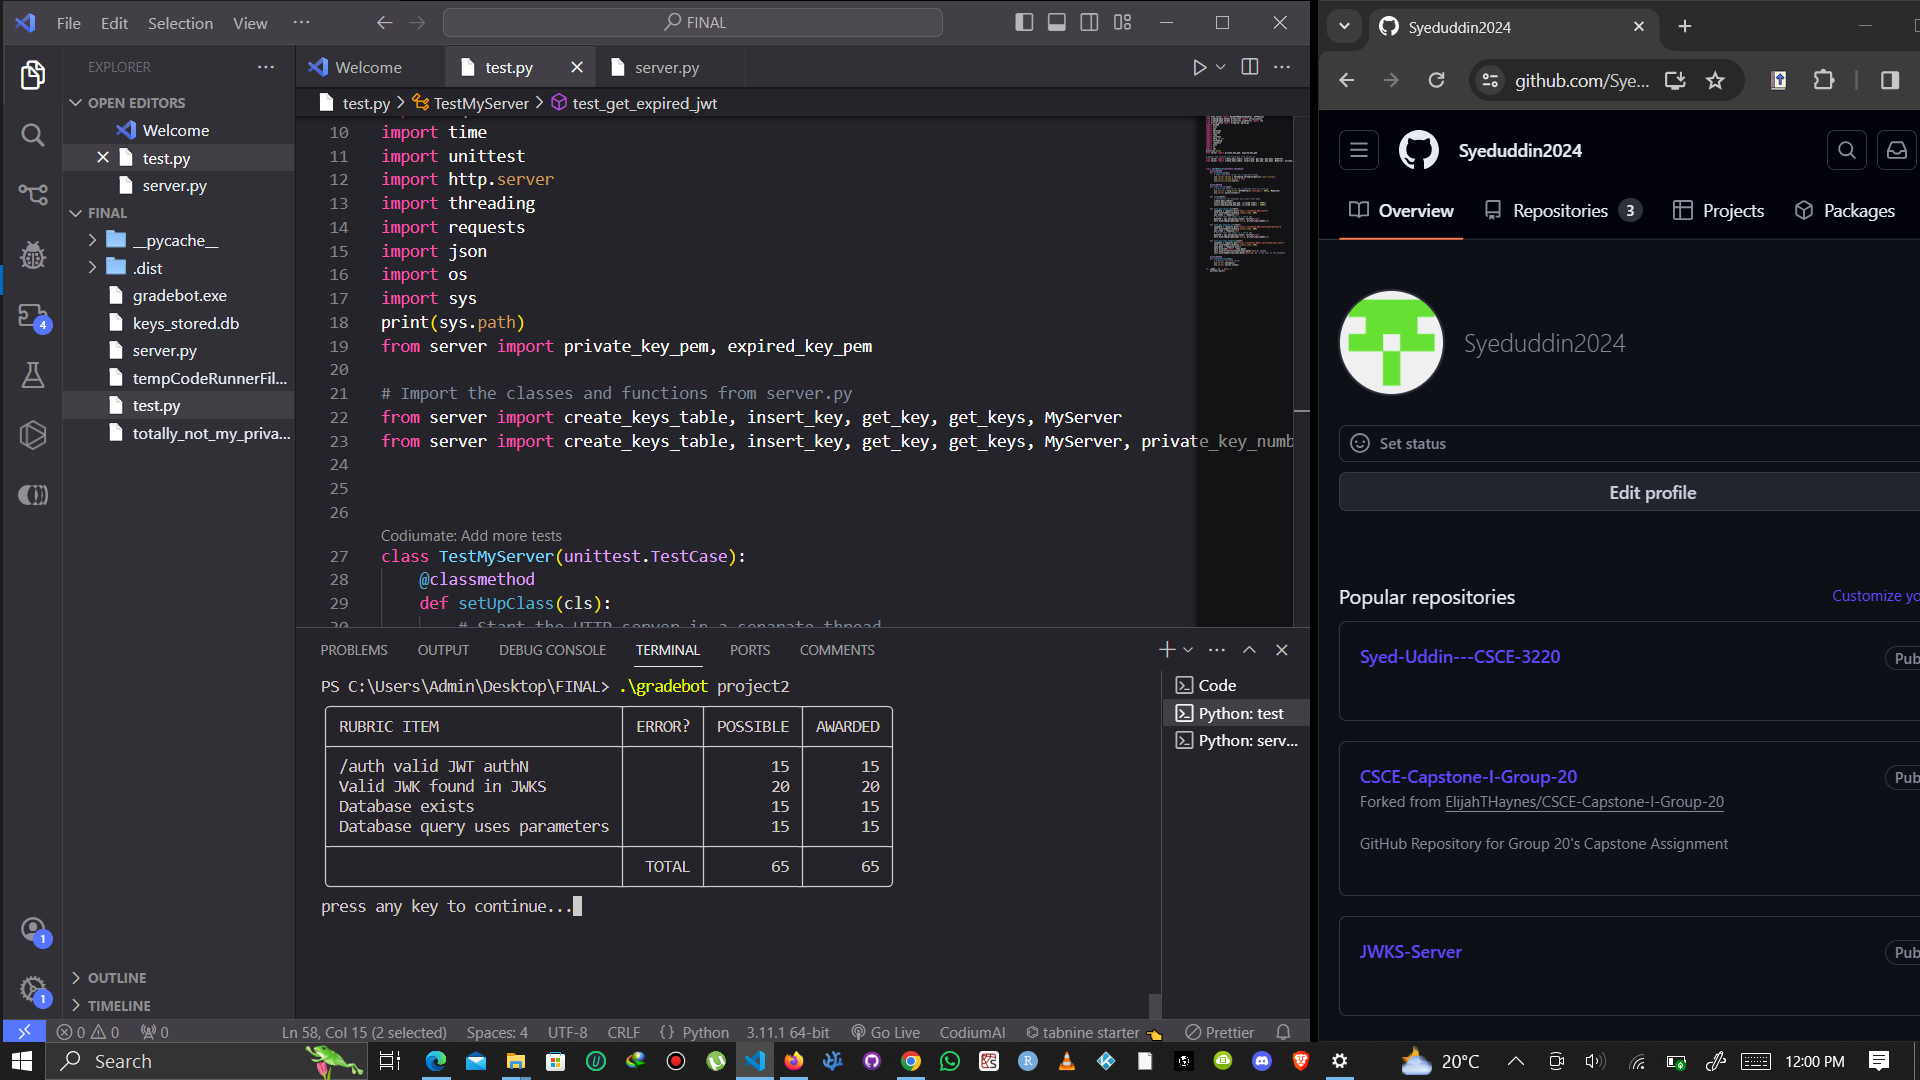 File Edit Selection View ··· FINAL
EXPLORER ···
OPEN EDITORS
Welcome
test.py
server.py
FINAL
__pycache__
.dist
gradebot.exe
keys_stored.db
server.py
tempCodeRunnerFil...
test.py
totally_not_my_priva...
OUTLINE
TIMELINE
4
1
1
Welcome test.py server.py
test.py > TestMyServer > test_get_expired_jwt
10 import time
11 import unittest
12 import http.server
13 import threading
14 import requests
15 import json
16 import os
17 import sys
18 print(sys.path)
19 from server import private_key_pem, expired_key_pem
20
21 # Import the classes and functions from server.py
22 from server import create_keys_table, insert_key, get_key, get_keys, MyServer
23 from server import create_keys_table, insert_key, get_key, get_keys, MyServer, private_key_numb
24
25
26
Codiumate: Add more tests
27 class TestMyServer(unittest.TestCase):
28 @classmethod
29 def setUpClass(cls):
30 # Start the HTTP server in a separate thread
PROBLEMS OUTPUT DEBUG CONSOLE TERMINAL PORTS COMMENTS
PS C:\Users\Admin\Desktop\FINAL> .\gradebot project2
RUBRIC ITEM ERROR? POSSIBLE AWARDED
/auth valid JWT authN 15 15
Valid JWK found in JWKS 20 20
Database exists 15 15
Database query uses parameters 15 15
TOTAL 65 65
press any key to continue...
Code
Python: test
Python: serv...
0 0 0 Ln 58, Col 15 (2 selected) Spaces: 4 UTF-8 CRLF {} Python 3.11.1 64-bit Go Live CodiumAI tabnine starter Prettier
Syeduddin2024
github.com/Sye...
Syeduddin2024
Overview Repositories 3 Projects Packages
Syeduddin2024
Set status
Edit profile
Popular repositories Customize yo
Syed-Uddin---CSCE-3220 Pub
CSCE-Capstone-I-Group-20 Pub
Forked from ElijahTHaynes/CSCE-Capstone-I-Group-20
GitHub Repository for Group 20's Capstone Assignment
JWKS-Server Pub
Search 20°C 12:00 PM